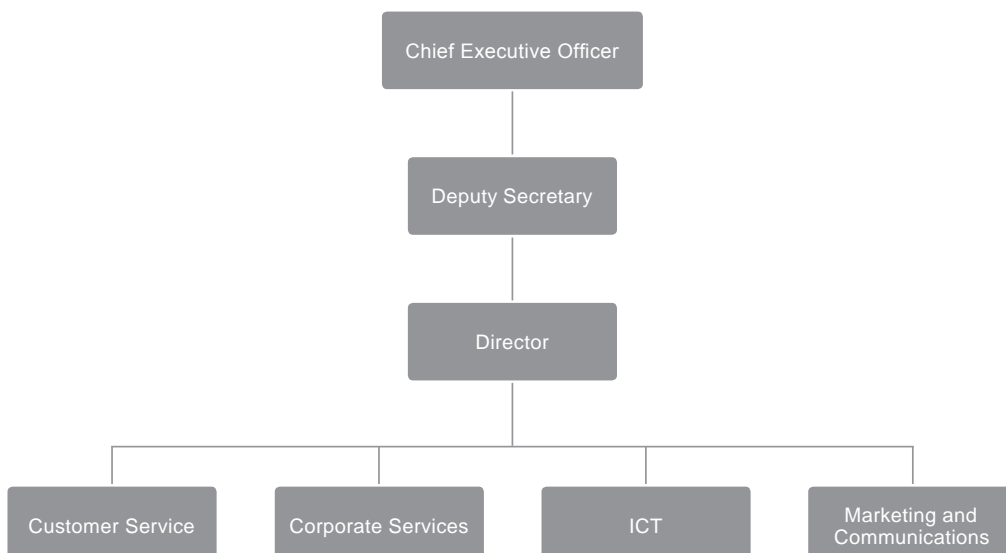 Chief Executive Officer
Deputy Secretary
Director
Customer Service
Corporate Services
ICT
Marketing and
Communications